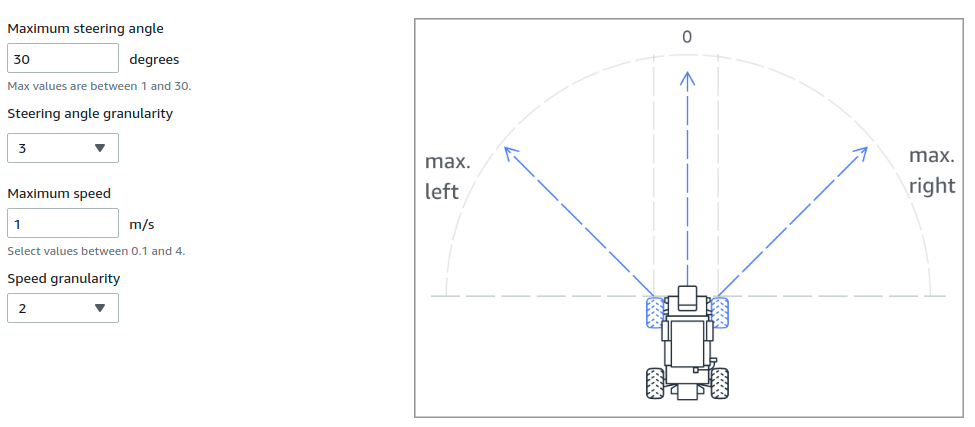 Maximum steering angle
30 degrees
Max values are between 1 and 30.
Steering angle granularity
3
Maximum speed
1 m/s
Select values between 0.1 and 4.
Speed granularity
2
0
max.
left
max.
right